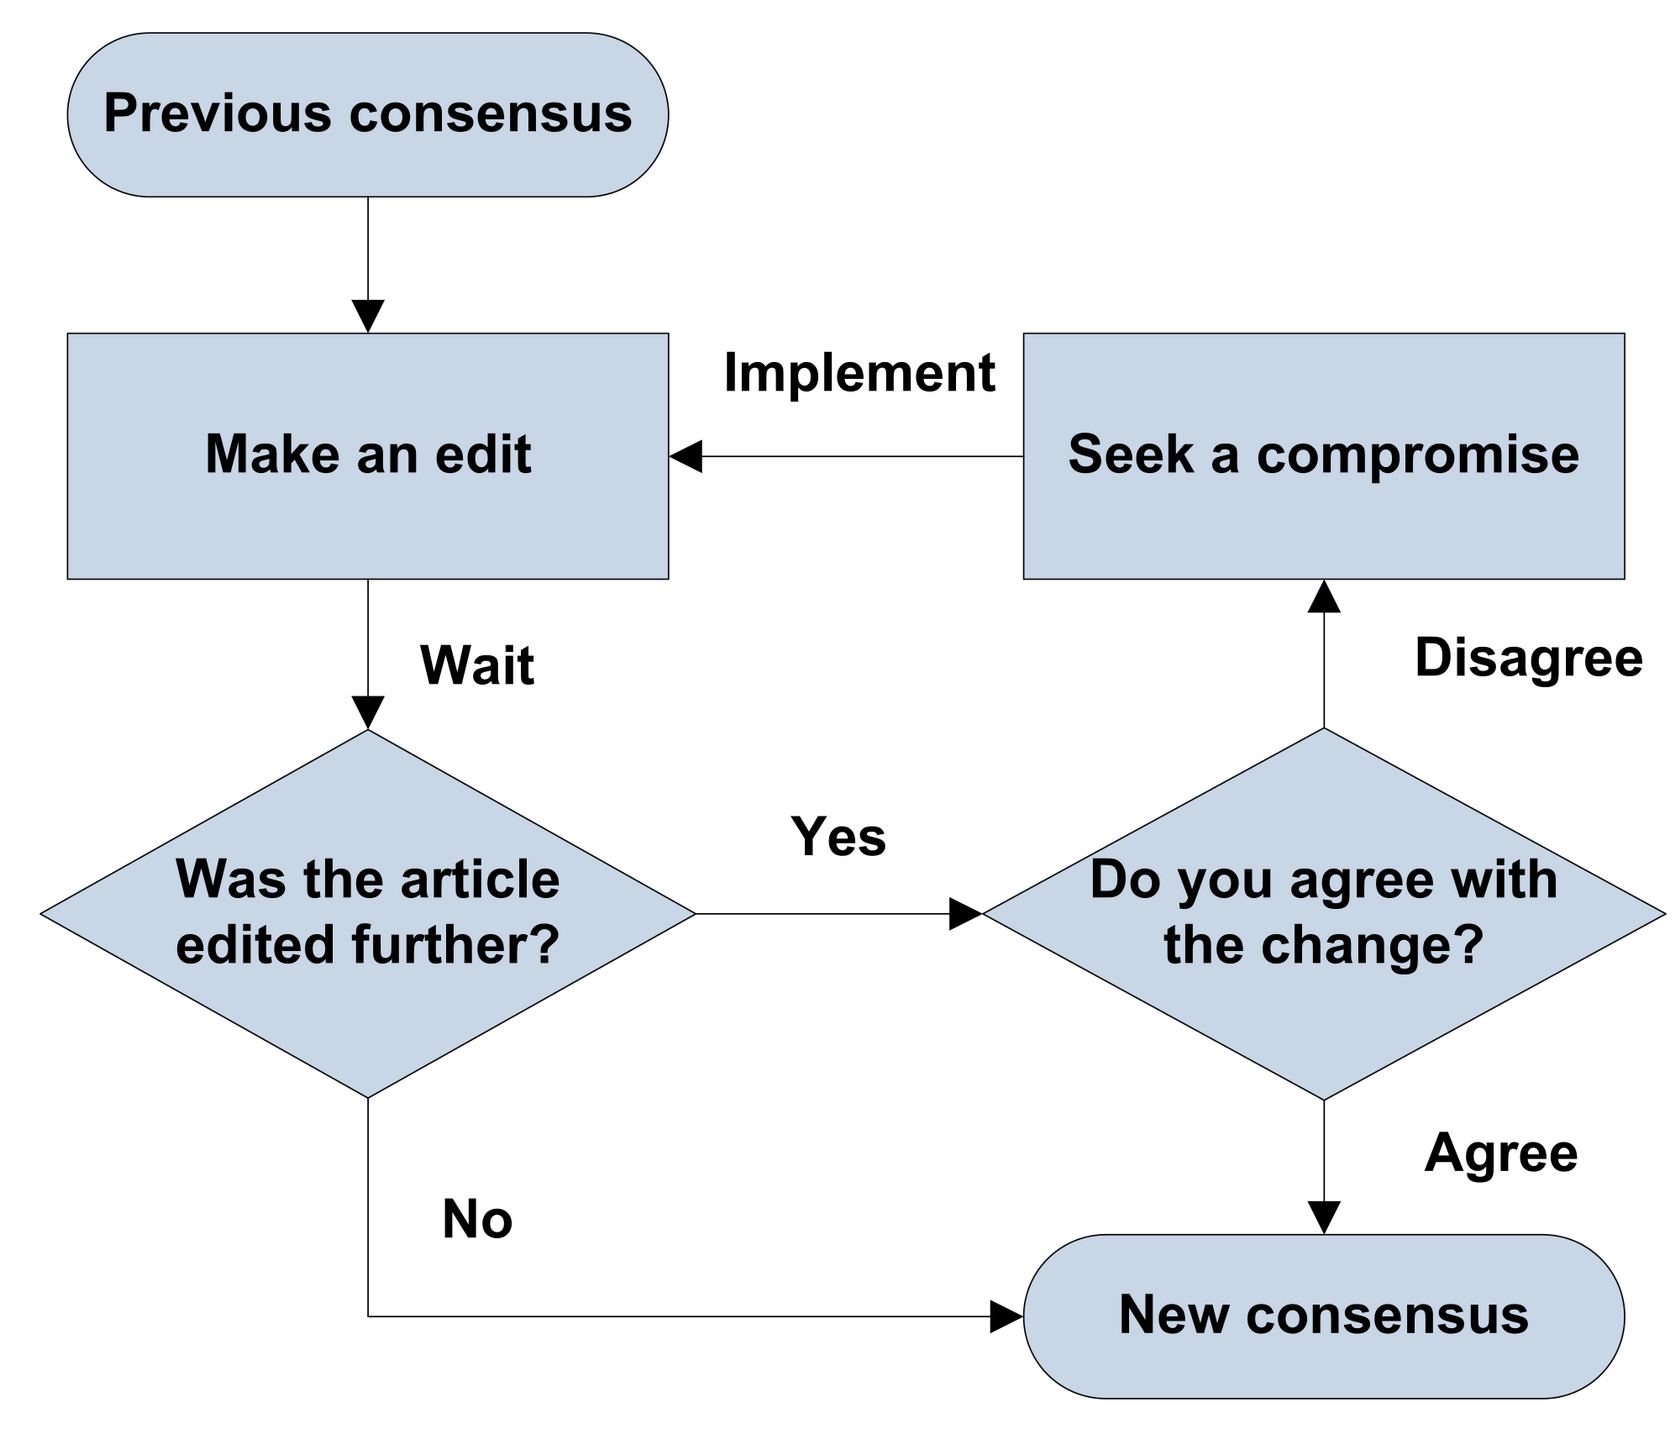 Previous consensus
Make an edit
Implement
Seek a compromise
Wait
Disagree
Was the article
edited further?
Yes
Do you agree with
the change?
No
Agree
New consensus